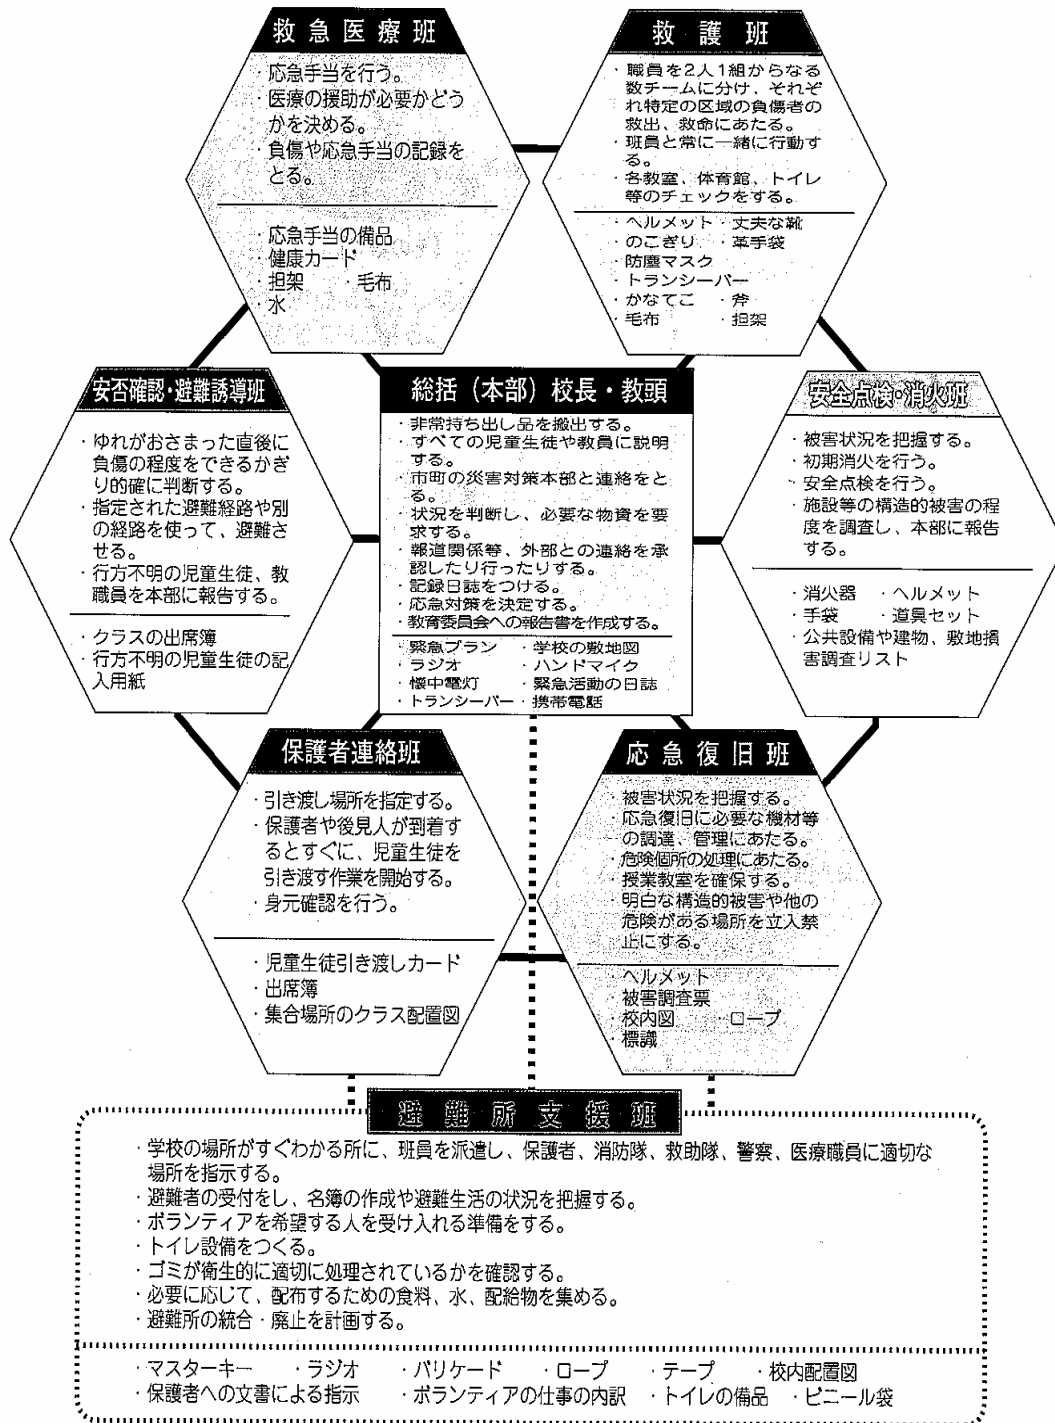 救急医療班
・応急手当を行う。
・医療の援助が必要かどう
かを決める。
・負傷や応急手当の記録を
とる。
・応急手当の備品
・健康カード
・担架 ・毛布
・水
救護班
・職員を2人1組からなる
数チームに分け、それぞ
れ特定の区域の負傷者の
救出、救命にあたる。
・班員と常に一緒に行動す
る。
・各教室、体育館、トイレ
等のチェックをする。
・ヘルメット ・丈夫な靴
・のこぎり ・革手袋
・防塵マスク
・トランシーバー
・かなてこ ・斧
・毛布 ・担架
安否確認・避難誘導班
・ゆれがおさまった直後に
負傷の程度をできるかぎ
り的確に判断する。
・指定された避難経路や別
の経路を使って、避難さ
せる。
・行方不明の児童生徒、教
職員を本部に報告する。
・クラスの出席簿
・行方不明の児童生徒の記
入用紙
総括（本部）校長・教頭
・非常持ち出し品を搬出する。
・すべての児童生徒や教員に説明
する。
・市町の災害対策本部と連絡をと
る。
・状況を判断し、必要な物資を要
求する。
・報道関係等、外部との連絡を承
認したり行ったりする。
・記録日誌をつける。
・応急対策を決定する。
・教育委員会への報告書を作成する。
・緊急プラン ・学校の敷地図
・ラジオ ・ハンドマイク
・懐中電灯 ・緊急活動の日誌
・トランシーバー ・携帯電話
安全点検・消火班
・被害状況を把握する。
・初期消火を行う。
・安全点検を行う。
・施設等の構造的被害の程
度を調査し、本部に報告
する。
・消火器 ・ヘルメット
・手袋 ・道具セット
・公共設備や建物、敷地損
害調査リスト
保護者連絡班
・引き渡し場所を指定する。
・保護者や後見人が到着す
るとすぐに、児童生徒を
引き渡す作業を開始する。
・身元確認を行う。
・児童生徒引き渡しカード
・出席簿
・集合場所のクラス配置図
応急復旧班
・被害状況を把握する。
・応急復旧に必要な機材等
の調達、管理にあたる。
・危険個所の処理にあたる。
・授業教室を確保する。
・明白な構造的被害や他の
危険がある場所を立入禁
止にする。
・ヘルメット
・被害調査票
・校内図 ・ロープ
・標識
避難所支援班
・学校の場所がすぐわかる所に、班員を派遣し、保護者、消防隊、救助隊、警察、医療職員に適切な
場所を指示する。
・避難者の受付をし、名簿の作成や避難生活の状況を把握する。
・ボランティアを希望する人を受け入れる準備をする。
・トイレ設備をつくる。
・ゴミが衛生的に適切に処理されているかを確認する。
・必要に応じて、配布するための食料、水、配給物を集める。
・避難所の統合・廃止を計画する。
・マスターキー ・ラジオ ・バリケード ・ロープ ・テープ ・校内配置図
・保護者への文書による指示 ・ボランティアの仕事の内訳 ・トイレの備品 ・ビニール袋